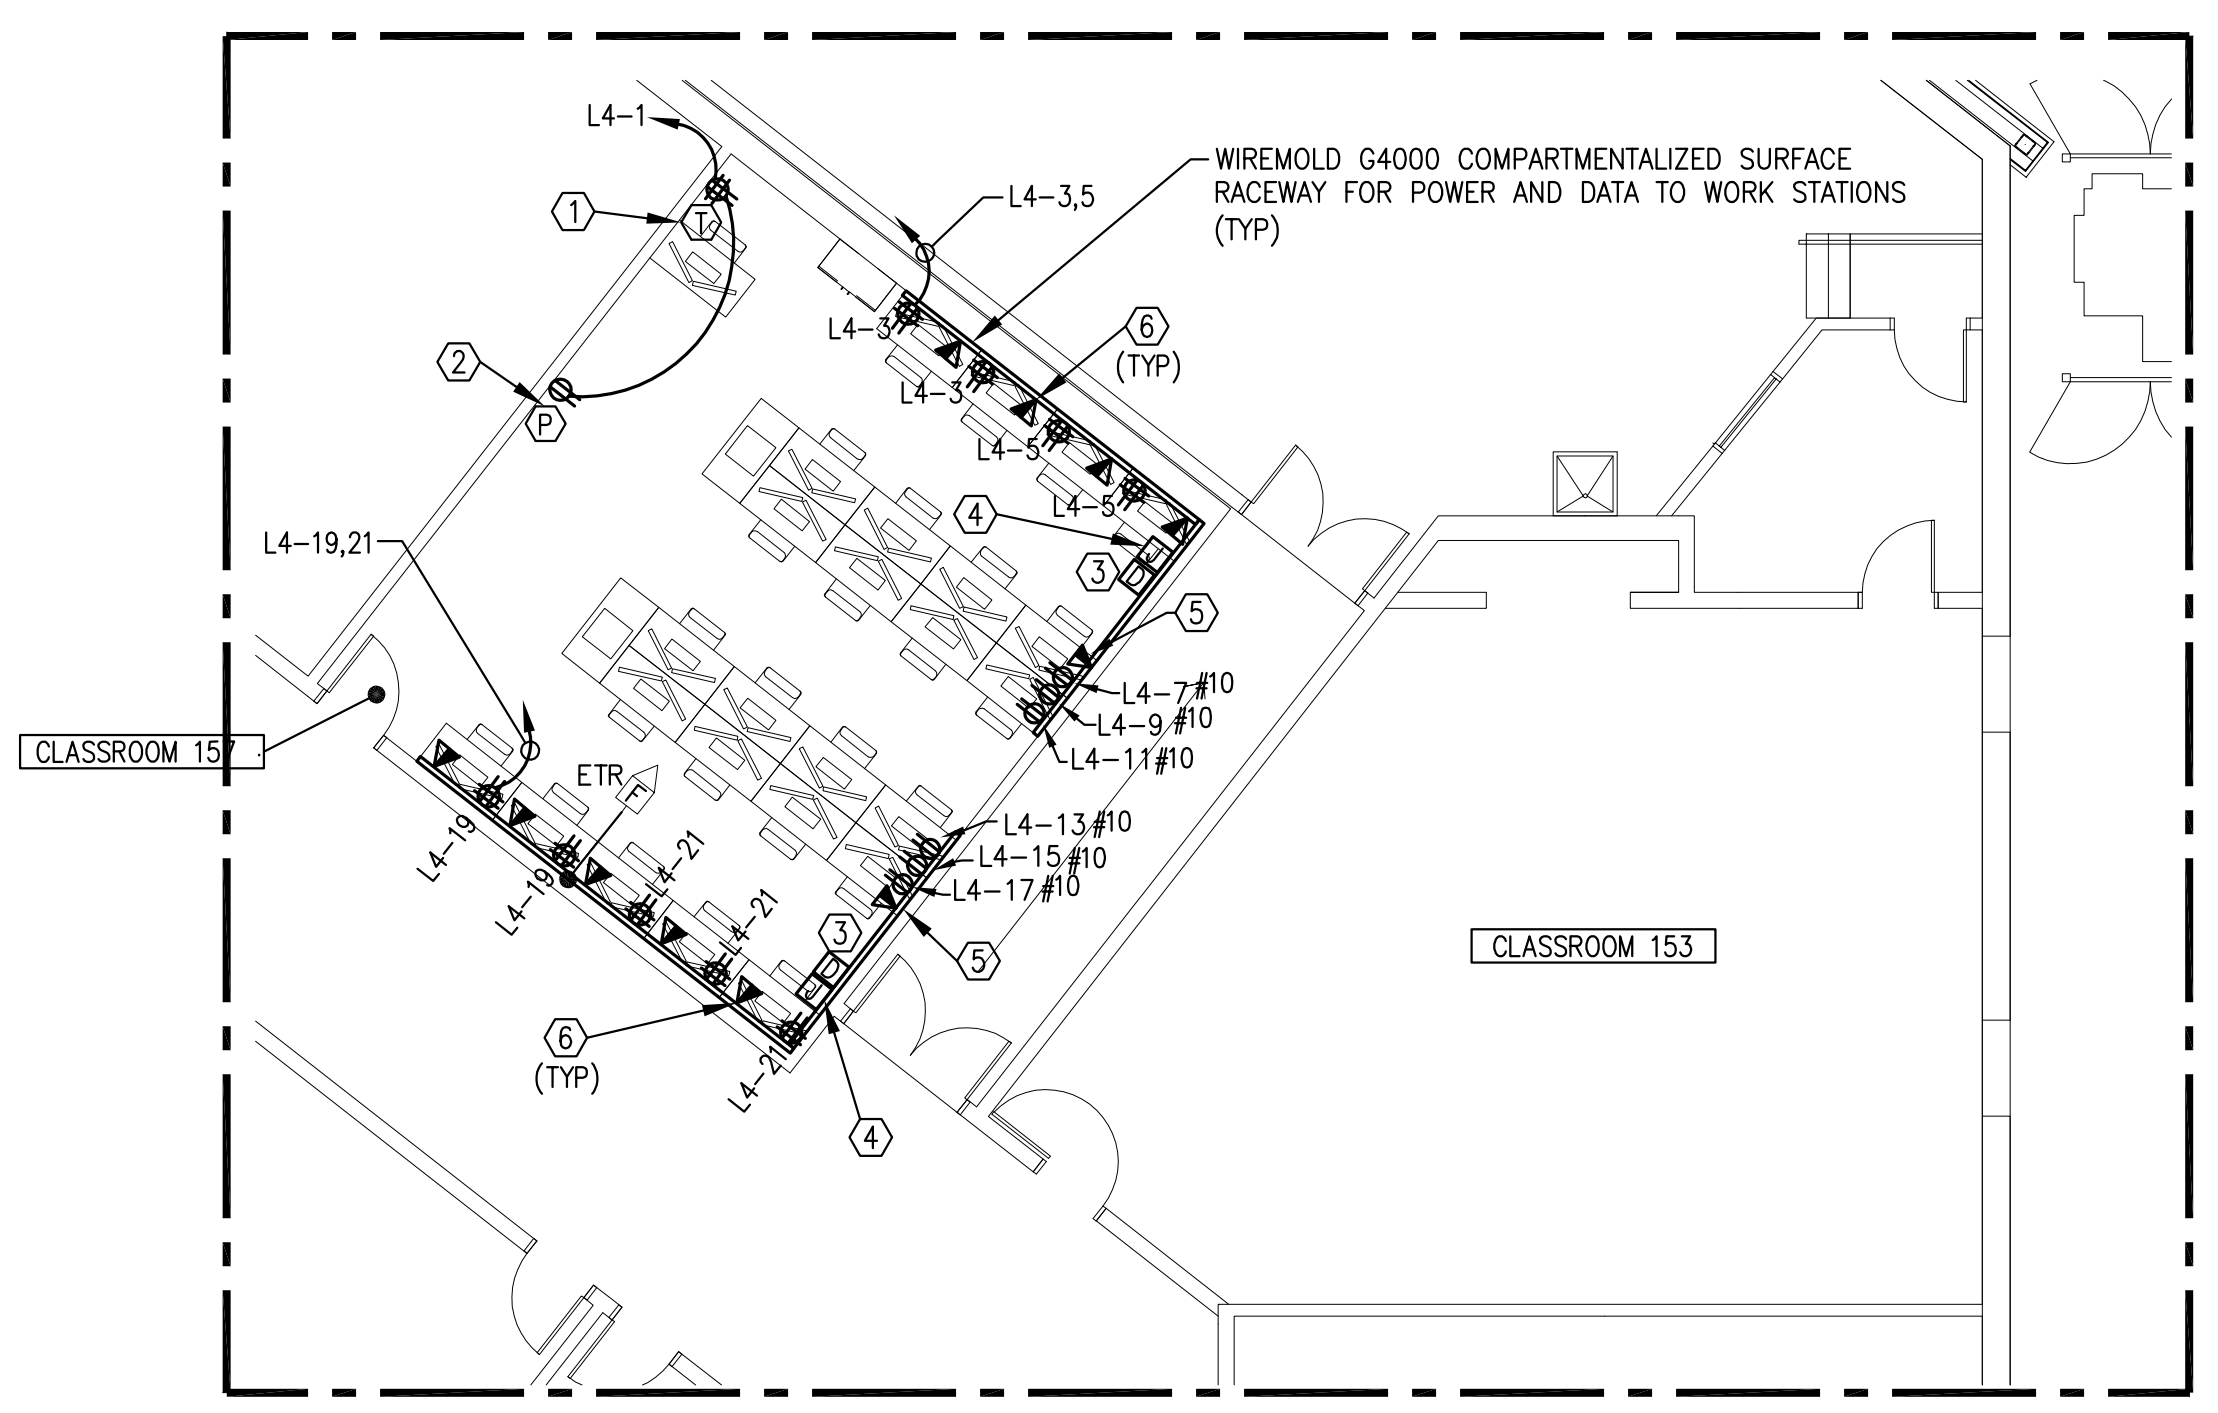 L4-1
WIREMOLD G4000 COMPARTMENTALIZED SURFACE
RACEWAY FOR POWER AND DATA TO WORK STATIONS
(TYP)
1
T
L4-3,5
L4-3
6
(TYP)
2
P
L4-3
L4-5
L4-5
4
J
D
3
L4-19,21
5
L4-7 #10
L4-9 #10
L4-11 #10
CLASSROOM 157
ETR
F
L4-13 #10
L4-15 #10
L4-17 #10
L4-19
L4-19
L4-21
L4-21
L4-21
3
D
J
5
CLASSROOM 153
6
(TYP)
4